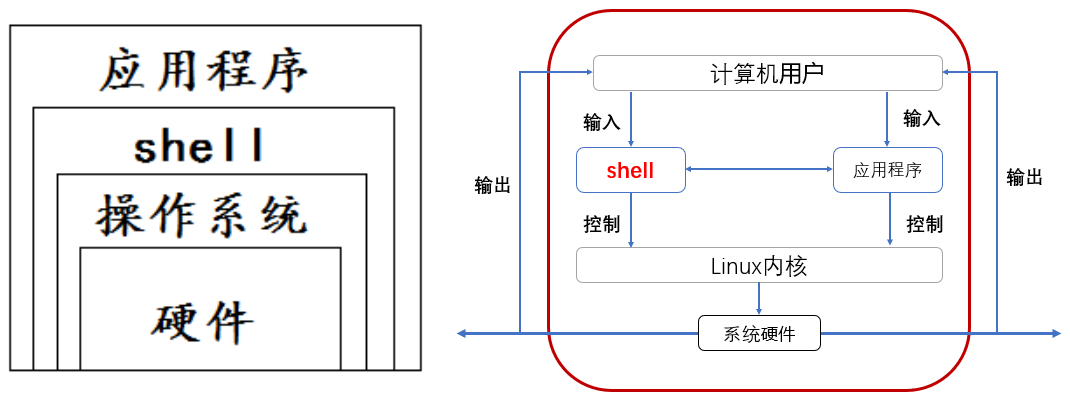 应用程序
shell
操作系统
硬件
计算机用户
输入
输入
shell
应用程序
输出
输出
控制
控制
Linux内核
系统硬件